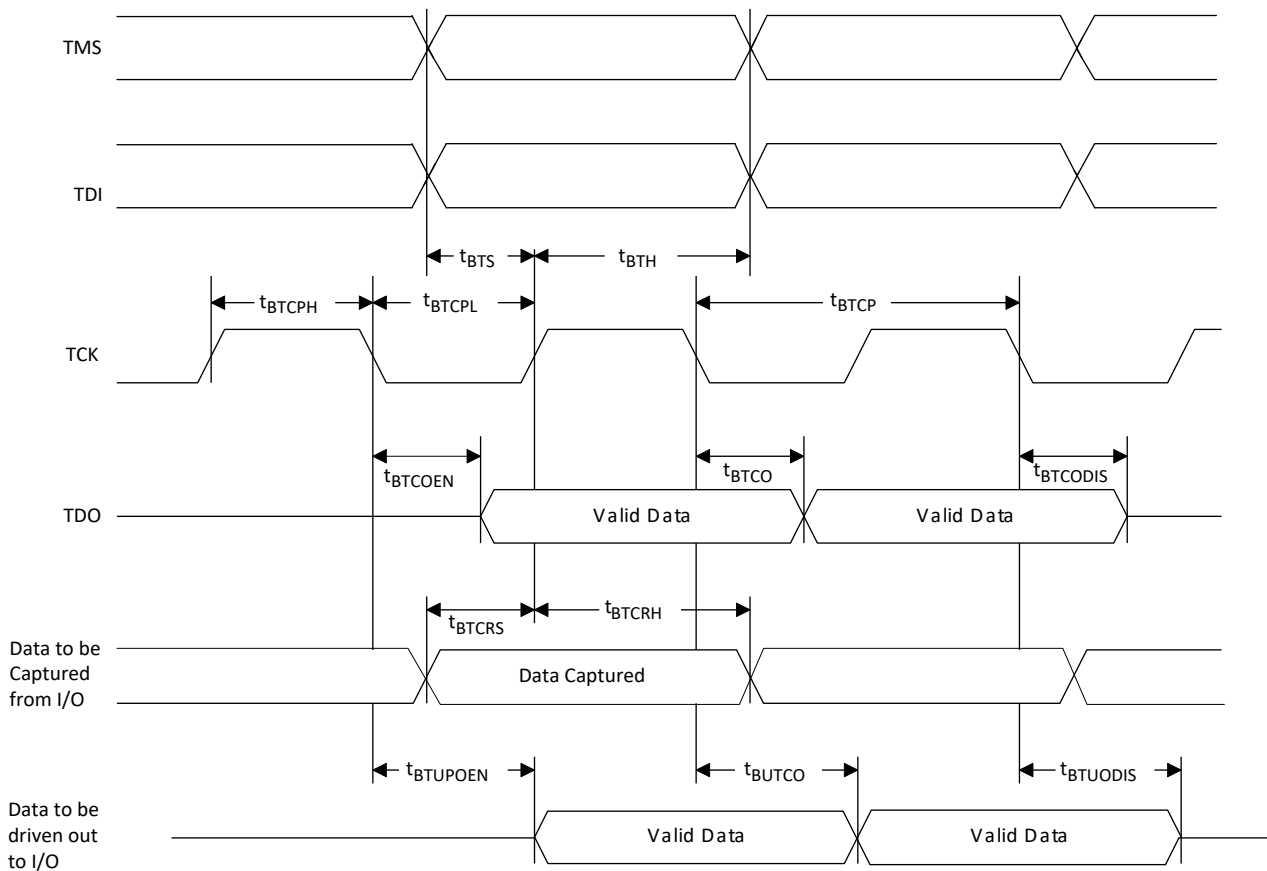 TMS
TDI
tBTS
tBTH
tBTCPH
tBTCPL
tBTCP
TCK
tBTCOEN
tBTCO
tBTCODIS
TDO
Valid Data
Valid Data
tBTCRS
tBTCRH
Data to be
Captured
from I/O
Data Captured
tBTUPOEN
tBUTCO
tBTUODIS
Data to be
driven out
to I/O
Valid Data
Valid Data